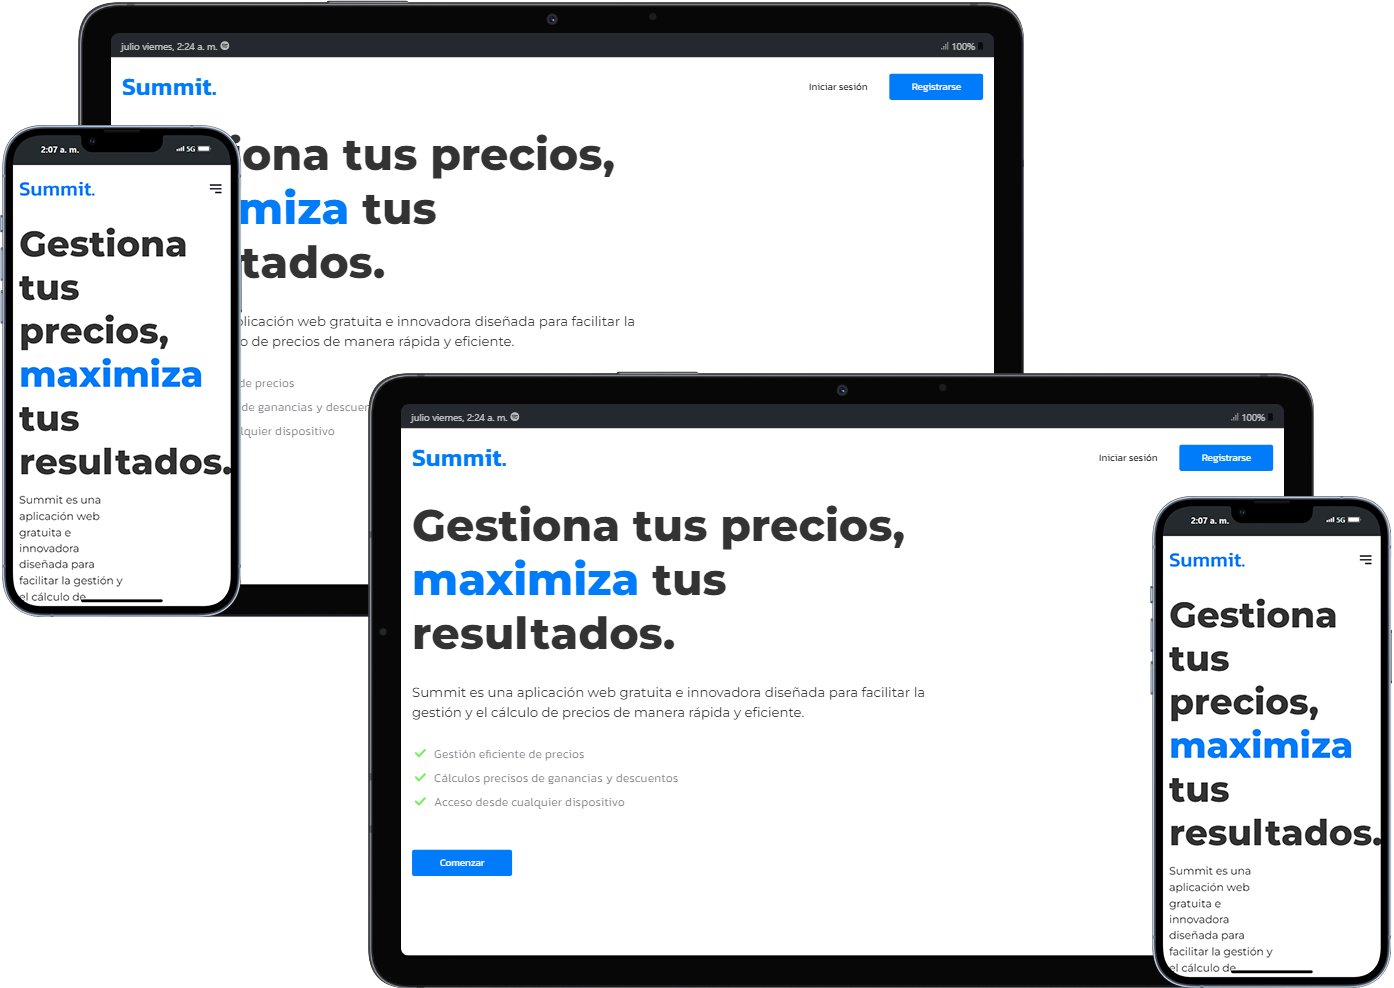 julio viernes, 2:24 a. m.
100%
Summit.
Iniciar sesión
Registrarse
iona tus precios,
miza tus
tados.
plicación web gratuita e innovadora diseñada para facilitar la
o de precios de manera rápida y eficiente.
de precios
de ganancias y descuen
lquier dispositivo
2:07 a. m.
5G
Summit.
Gestiona
tus
precios,
maximiza
tus
resultados.
Summit es una
aplicación web
gratuita e
innovadora
diseñada para
facilitar la gestión y
el cálculo de
julio viernes, 2:24 a. m.
100%
Summit.
Iniciar sesión
Registrarse
Gestiona tus precios,
maximiza tus
resultados.
Summit es una aplicación web gratuita e innovadora diseñada para facilitar la
gestión y el cálculo de precios de manera rápida y eficiente.
Gestión eficiente de precios
Cálculos precisos de ganancias y descuentos
Acceso desde cualquier dispositivo
Comenzar
2:07 a. m.
5G
Summit.
Gestiona
tus
precios,
maximiza
tus
resultados.
Summit es una
aplicación web
gratuita e
innovadora
diseñada para
facilitar la gestión y
el cálculo de